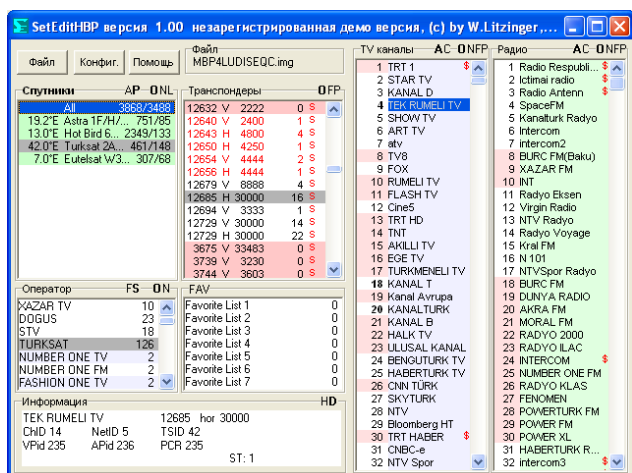 SetEditHBP версия 1.00 незарегистрированная демо версия, (c) by W.Litzinger,...
Файл Конфиг. Помощь
Файл
MBP4LUDISEQC.img
Спутники AP ONL
All 3868/3488
19.2°E Astra 1F/H/... 751/85
13.0°E Hot Bird 6... 2349/133
42.0°E Turksat 2A... 461/148
7.0°E Eutelsat W3... 307/68
Транспондеры OFP
12632 V 2222 0 S
12640 V 2400 1 S
12643 H 4800 4 S
12650 H 4250 1 S
12654 V 4444 2 S
12656 H 4444 1 S
12679 V 8888 4 S
12685 H 30000 16 S
12694 V 3333 1 S
12729 V 30000 14 S
12729 H 30000 22 S
3675 V 33483 0 S
3739 V 3230 0 S
3744 V 3603 0 S
Оператор FS ON
XAZAR TV 10
DOGUS 23
STV 18
TURKSAT 126
NUMBER ONE TV 2
NUMBER ONE FM 2
FASHION ONE TV 2
FAV
Favorite List 1 0
Favorite List 2 0
Favorite List 3 0
Favorite List 4 0
Favorite List 5 0
Favorite List 6 0
Favorite List 7 0
Информация HD
TEK RUMELI TV 12685 hor 30000
ChID 14 NetID 5 TSID 42
VPid 235 APid 236 PCR 235
ST: 1
TV каналы AC ONFP
1 TRT 1 $
2 STAR TV
3 KANAL D
4 TEK RUMELI TV
5 SHOW TV
6 ART TV
7 atv
8 TV8
9 FOX
10 RUMELI TV
11 FLASH TV
12 Cine5
13 TRT HD
14 TNT
15 AKILLI TV
16 EGE TV
17 TURKMENELI TV
18 KANAL T
19 Kanal Avrupa
20 KANALTURK
21 KANAL B
22 HALK TV
23 ULUSAL KANAL
24 BENGUTURK TV
25 HABERTURK TV
26 CNN TÜRK
27 SKYTURK
28 NTV
29 Bloomberg HT
30 TRT HABER $
31 CNBC-e
32 NTV Spor
Радио AC ONFP
1 Radio Respubli... $
2 Ictimai radio $
3 Radio Antenn $
4 SpaceFM
5 Kanalturk Radyo
6 Intercom
7 intercom2
8 BURC FM(Baku)
9 XAZAR FM
10 INT
11 Radyo Eksen
12 Virgin Radio
13 NTV Radyo
14 Radyo Voyage
15 Kral FM
16 N 101
17 NTVSpor Radyo
18 BURC FM
19 DUNYA RADIO
20 AKRA FM
21 MORAL FM
22 RADYO 2000
23 RADYO ILAC
24 INTERCOM $
25 NUMBER ONE FM
26 RADYO KLAS
27 FENOMEN
28 POWERTURK FM
29 POWER FM
30 POWER XL
31 HABERTURK R...
32 intercom3 $